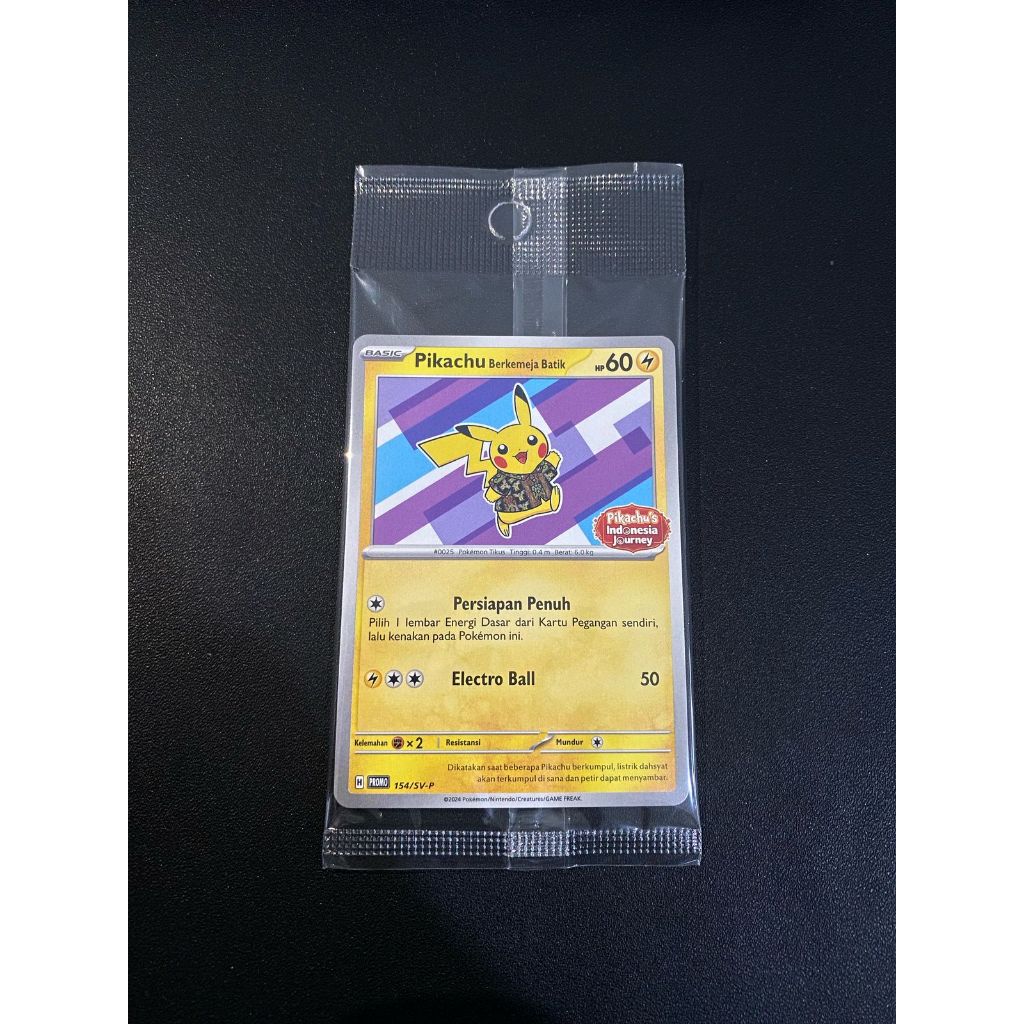 BASIC Pikachu Berkemeja Batik HP 60
Pikachu's
Indonesia
Journey
#0025 Pokémon Tikus Tinggi: 0.4 m Berat: 6.0 kg
Persiapan Penuh
Pilih 1 lembar Energi Dasar dari Kartu Pegangan sendiri,
lalu kenakan pada Pokémon ini.
Electro Ball 50
Kelemahan ×2 Resistansi Mundur
Dikatakan saat beberapa Pikachu berkumpul, listrik dahsyat
akan terkumpul di sana dan petir dapat menyambar.
H PROMO 154/SV-P
©2024 Pokémon/Nintendo/Creatures/GAME FREAK.